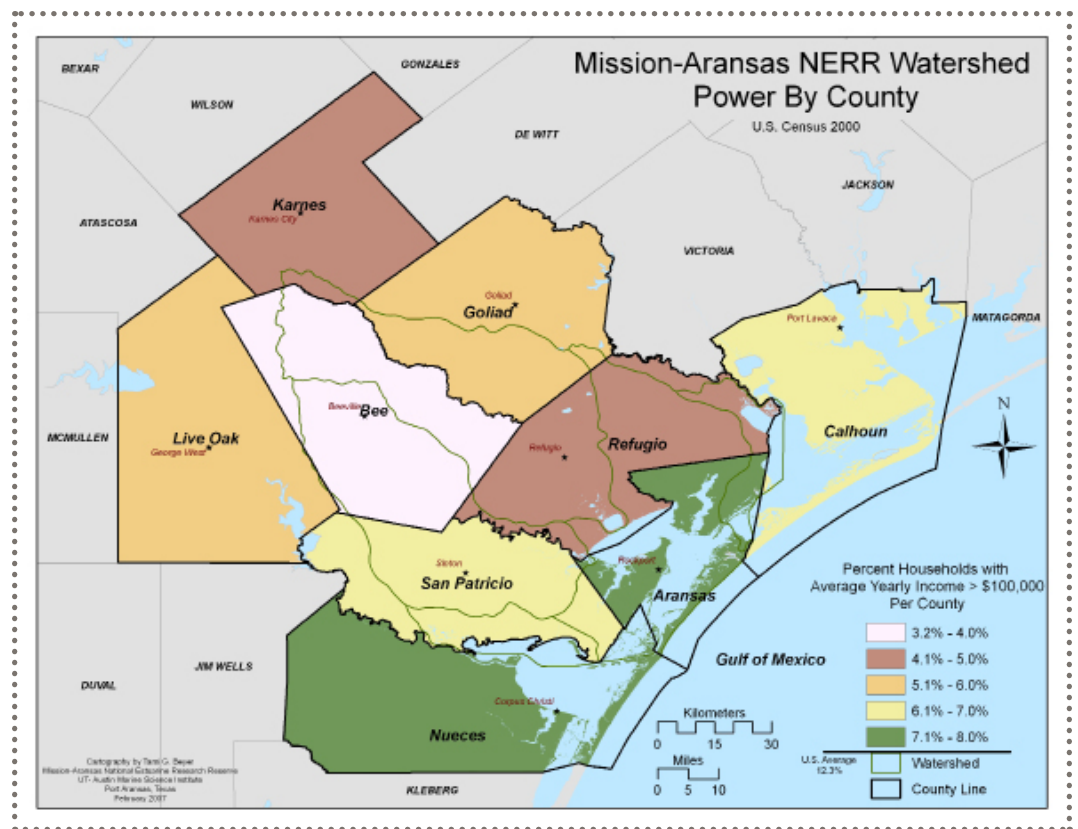 Mission-Aransas NERR Watershed
Power By County
U.S. Census 2000
BEXAR
GONZALES
WILSON
DE WITT
JACKSON
ATASCOSA
Karnes
Karnes City
VICTORIA
Goliad
Goliad
MATAGORDA
Port Lavaca
Beeville
Bee
N
MCMULLEN
Live Oak
George West
Refugio
Refugio
Calhoun
Sinton
San Patricio
Rockport
Aransas
Percent Households with
Average Yearly Income > $100,000
Per County
3.2% - 4.0%
4.1% - 5.0%
5.1% - 6.0%
6.1% - 7.0%
7.1% - 8.0%
U.S. Average
12.3%
Watershed
County Line
Gulf of Mexico
JIM WELLS
DUVAL
Corpus Christi
Nueces
Kilometers
0 15 30
Miles
0 5 10
KLEBERG
Cartography by Tami G. Beyer
Mission-Aransas National Estuarine Research Reserve
UT- Austin Marine Science Institute
Port Aransas, Texas
February 2007